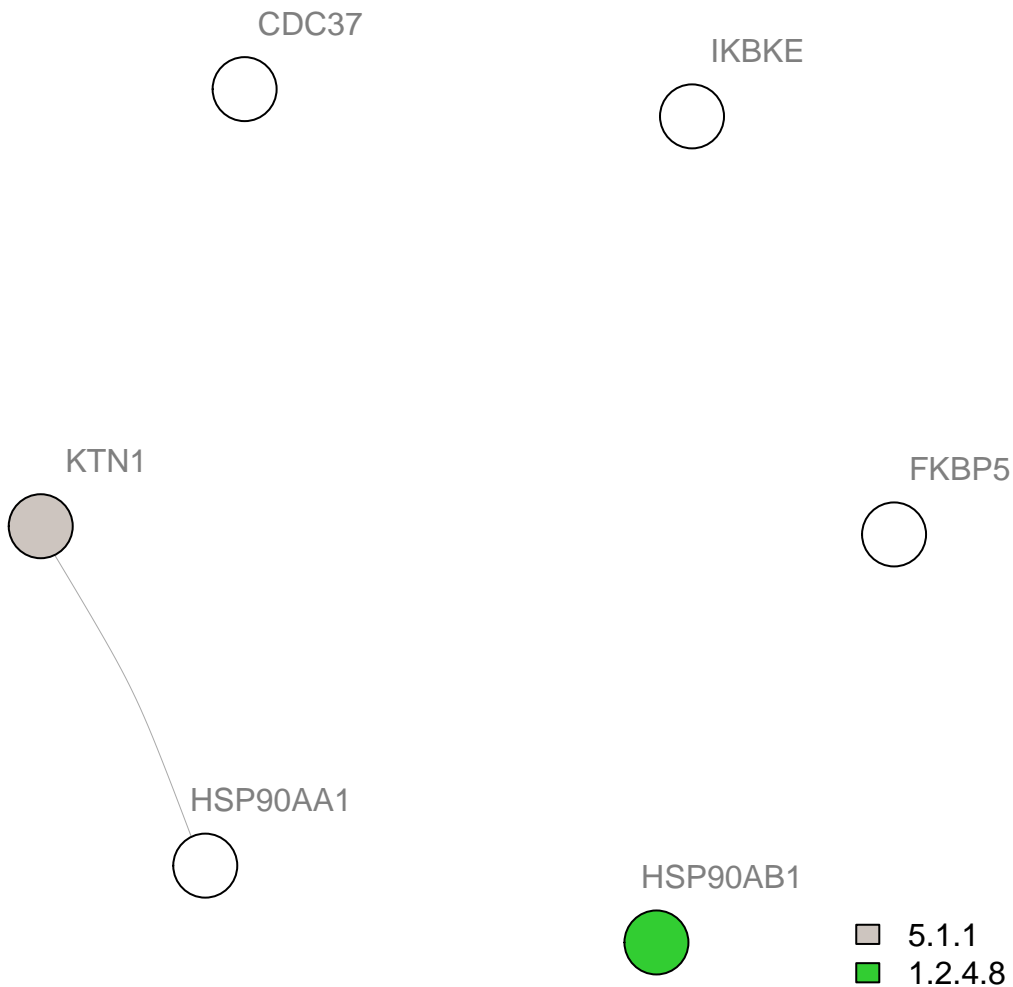 CDC37
IKBKE
KTN1
FKBP5
HSP90AA1
HSP90AB1
5.1.1
1.2.4.8